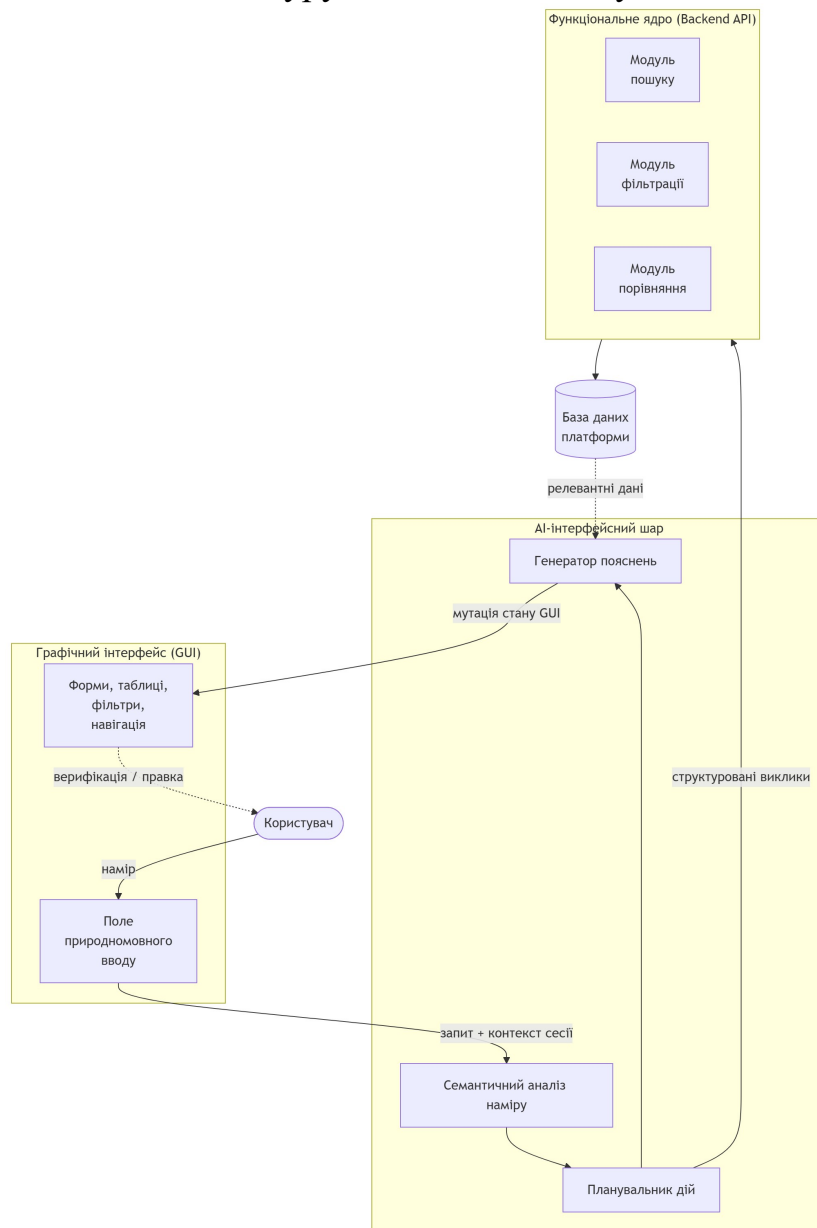 Функціональне ядро (Backend API)
Модуль
пошуку
Модуль
фільтрації
Модуль
порівняння
База даних
платформи
релевантні дані
AI-інтерфейсний шар
Генератор пояснень
мутація стану GUI
Графічний інтерфейс (GUI)
Форми, таблиці,
фільтри,
навігація
верифікація / правка
структуровані виклики
Користувач
намір
Поле
природномовного
вводу
запит + контекст сесії
Семантичний аналіз
наміру
Планувальник дій